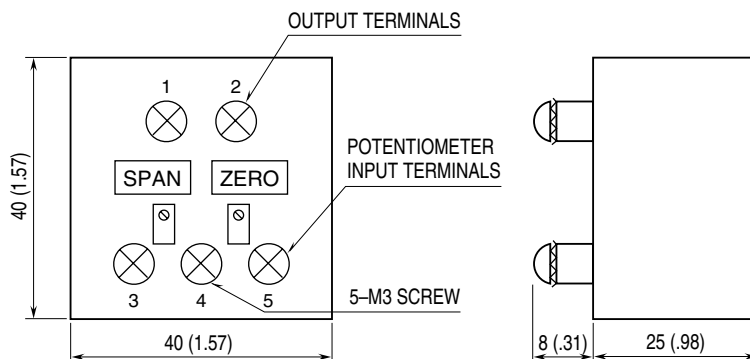 OUTPUT TERMINALS
1 2
POTENTIOMETER
INPUT TERMINALS
SPAN ZERO
40 (1.57)
3 4 5
5–M3 SCREW
40 (1.57)
8 (.31)
25 (.98)